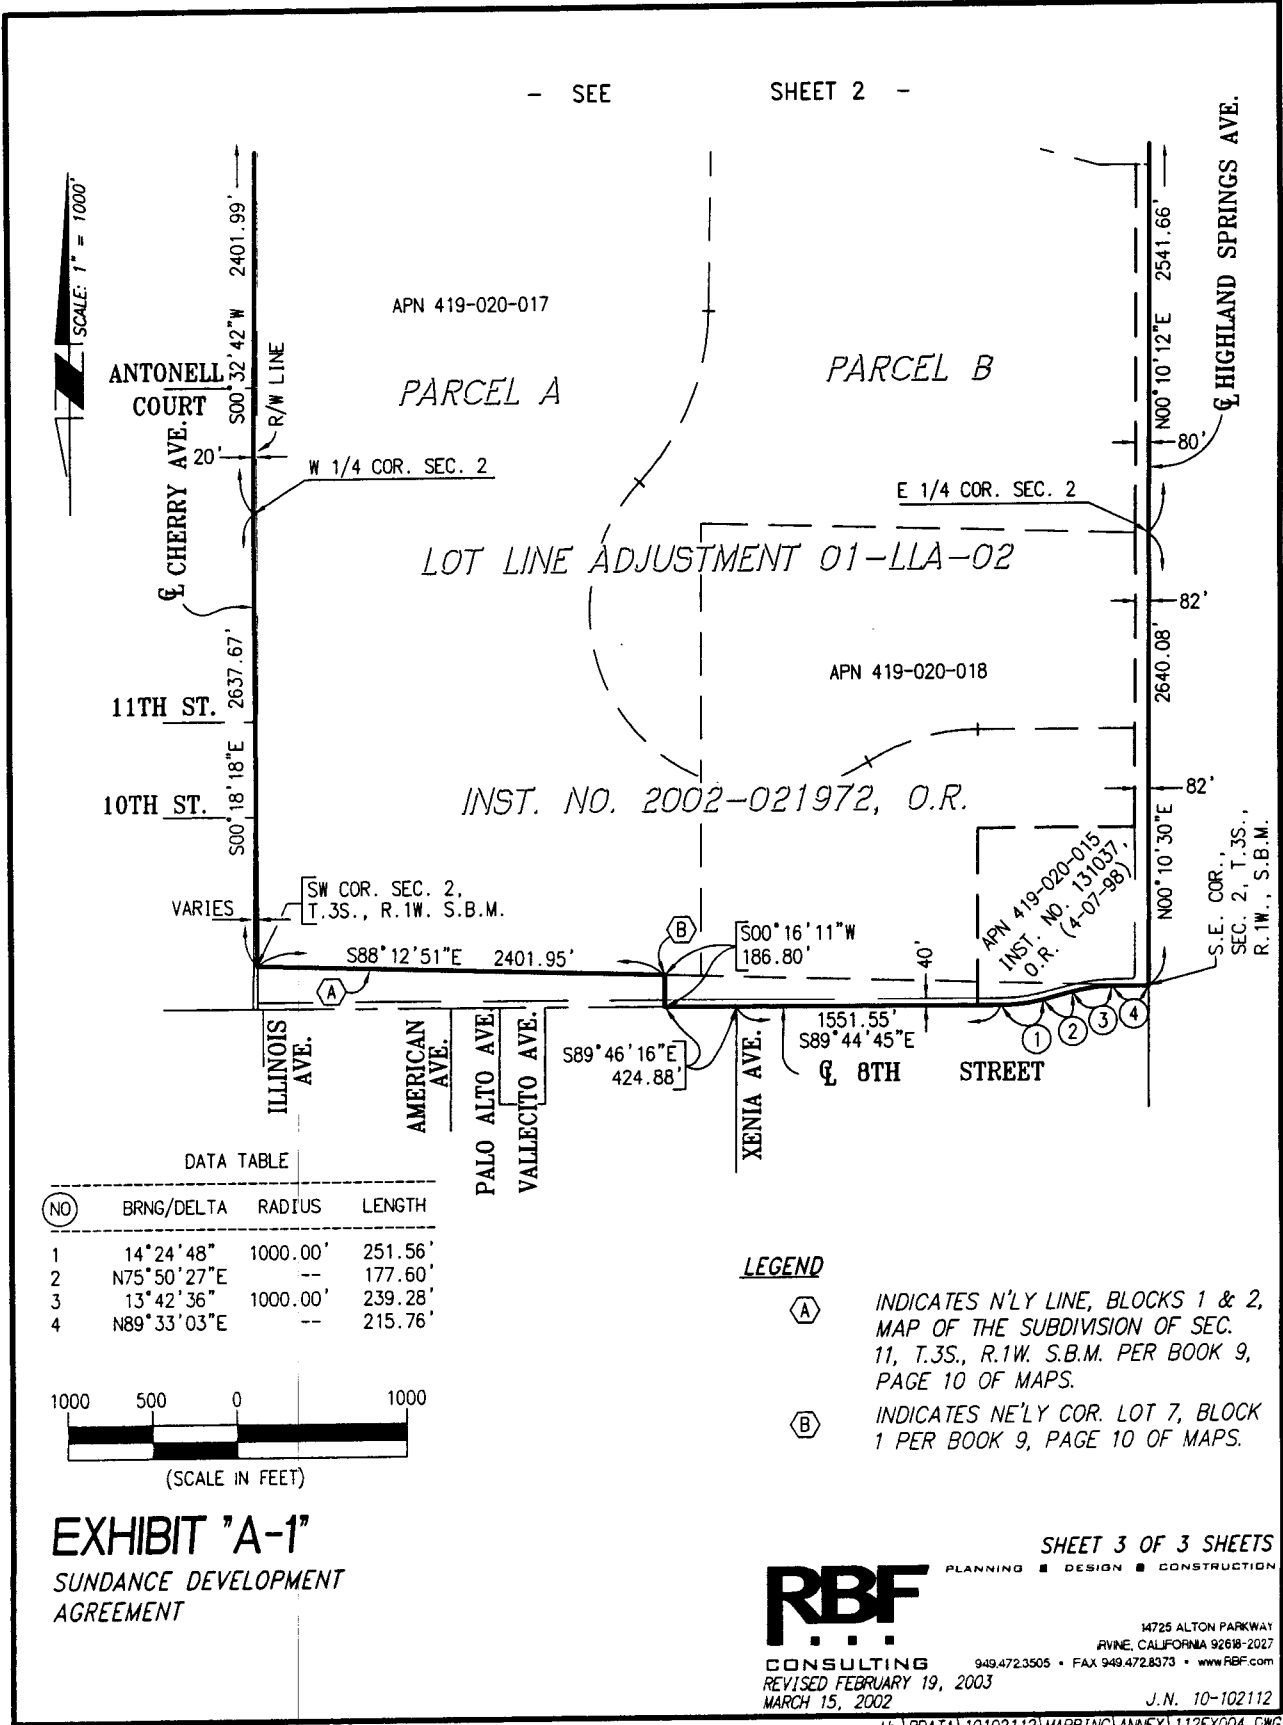 - SEE SHEET 2 -
SCALE: 1" = 1000'
S00°32'42"W 2401.99'
R/W LINE
ANTONELL
COURT
20'
℄ CHERRY AVE.
W 1/4 COR. SEC. 2
APN 419-020-017
PARCEL A
PARCEL B
N00°10'12"E 2541.66'
℄ HIGHLAND SPRINGS AVE.
80'
E 1/4 COR. SEC. 2
LOT LINE ADJUSTMENT 01-LLA-02
82'
APN 419-020-018
11TH ST.
10TH ST.
S00°18'18"E 2637.67'
INST. NO. 2002-021972, O.R.
82'
N00°10'30"E 2640.08'
APN 419-020-015
INST. NO. 131037,
O.R. (4-07-98)
S.E. COR.,
SEC. 2, T.3S.,
R.1W., S.B.M.
VARIES
SW COR. SEC. 2,
T.3S., R.1W. S.B.M.
S88°12'51"E 2401.95'
A
B
S00°16'11"W
186.80'
40'
S89°46'16"E
424.88'
1551.55'
S89°44'45"E
1
2
3
4
℄ 8TH STREET
ILLINOIS
AVE.
AMERICAN
AVE.
PALO ALTO AVE.
VALLECITO AVE.
XENIA AVE.
DATA TABLE
NO BRNG/DELTA RADIUS LENGTH
1 14°24'48" 1000.00' 251.56'
2 N75°50'27"E -- 177.60'
3 13°42'36" 1000.00' 239.28'
4 N89°33'03"E -- 215.76'
1000 500 0 1000
(SCALE IN FEET)
LEGEND
A INDICATES N'LY LINE, BLOCKS 1 & 2,
MAP OF THE SUBDIVISION OF SEC.
11, T.3S., R.1W. S.B.M. PER BOOK 9,
PAGE 10 OF MAPS.
B INDICATES NE'LY COR. LOT 7, BLOCK
1 PER BOOK 9, PAGE 10 OF MAPS.
EXHIBIT "A-1"
SUNDANCE DEVELOPMENT
AGREEMENT
SHEET 3 OF 3 SHEETS
PLANNING ■ DESIGN ■ CONSTRUCTION
RBF
CONSULTING
14725 ALTON PARKWAY
IRVINE, CALIFORNIA 92618-2027
949.472.3505 • FAX 949.472.8373 • www.RBF.com
REVISED FEBRUARY 19, 2003
MARCH 15, 2002
J.N. 10-102112